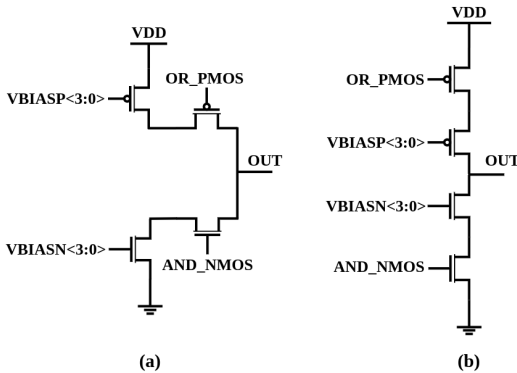 VDD
OR_PMOS
VBIASP<3:0>
OUT
VBIASN<3:0>
AND_NMOS
(a)
VDD
OR_PMOS
VBIASP<3:0>
OUT
VBIASN<3:0>
AND_NMOS
(b)